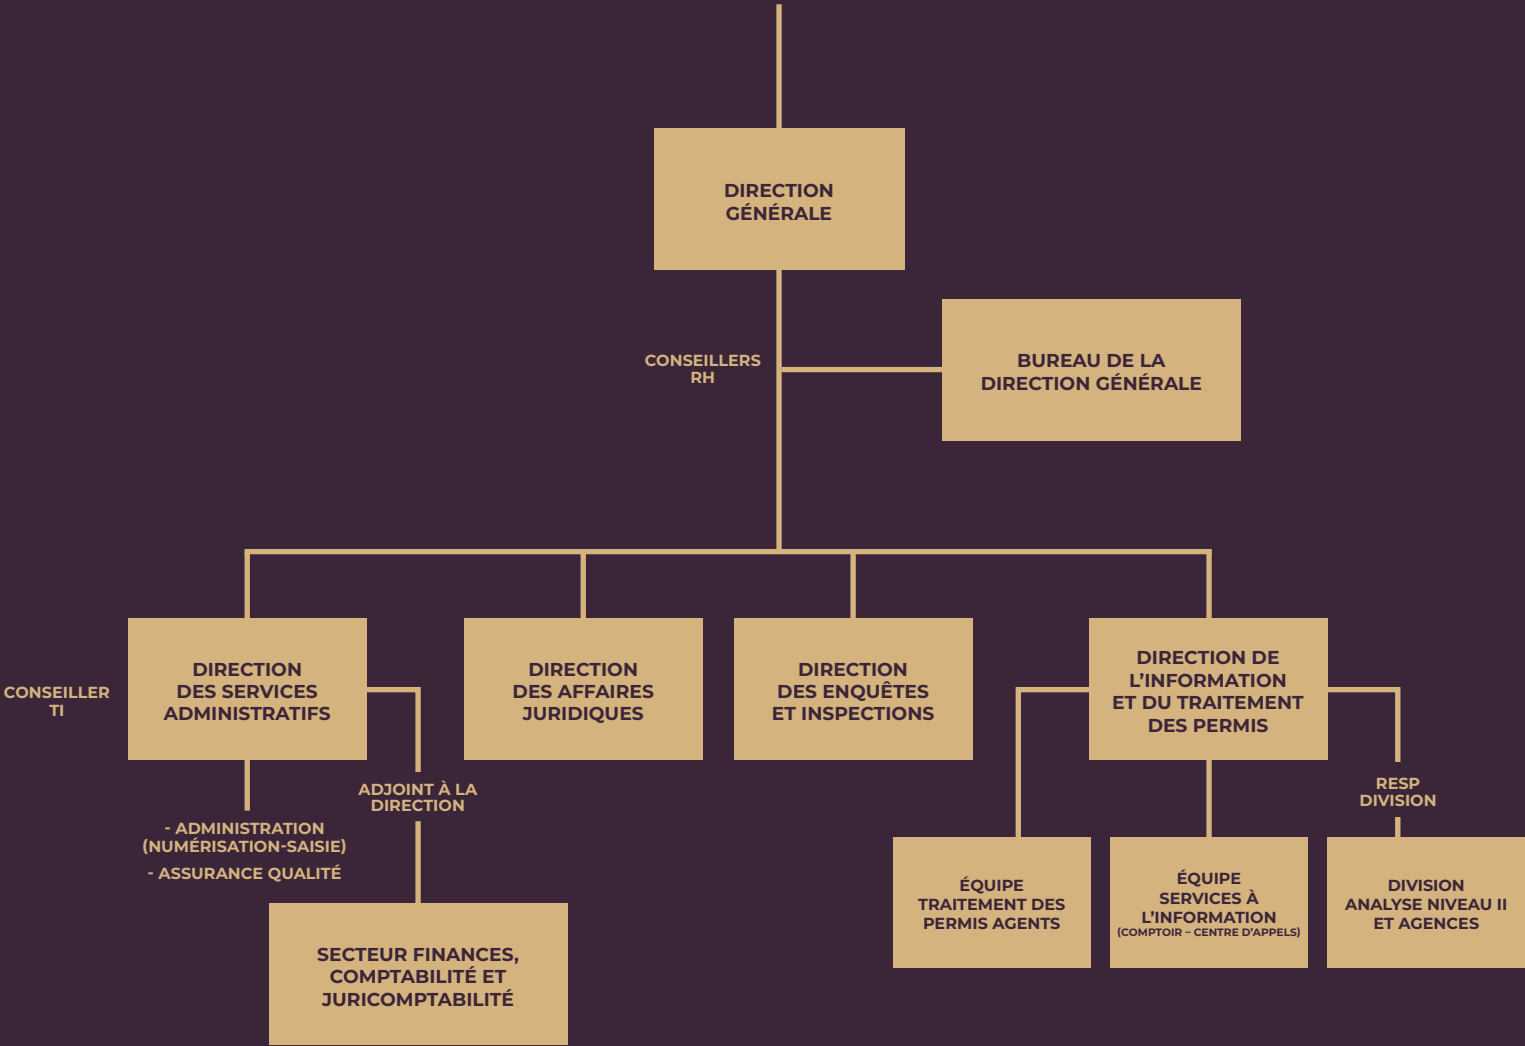 DIRECTION
GÉNÉRALE
CONSEILLERS
RH
BUREAU DE LA
DIRECTION GÉNÉRALE
CONSEILLER
TI
DIRECTION
DES SERVICES
ADMINISTRATIFS
DIRECTION
DES AFFAIRES
JURIDIQUES
DIRECTION
DES ENQUÊTES
ET INSPECTIONS
DIRECTION DE
L’INFORMATION
ET DU TRAITEMENT
DES PERMIS
ADJOINT À LA
DIRECTION
RESP
DIVISION
- ADMINISTRATION
(NUMÉRISATION-SAISIE)
- ASSURANCE QUALITÉ
SECTEUR FINANCES,
COMPTABILITÉ ET
JURICOMPTABILITÉ
ÉQUIPE
TRAITEMENT DES
PERMIS AGENTS
ÉQUIPE
SERVICES À
L’INFORMATION
(COMPTOIR – CENTRE D’APPELS)
DIVISION
ANALYSE NIVEAU II
ET AGENCES